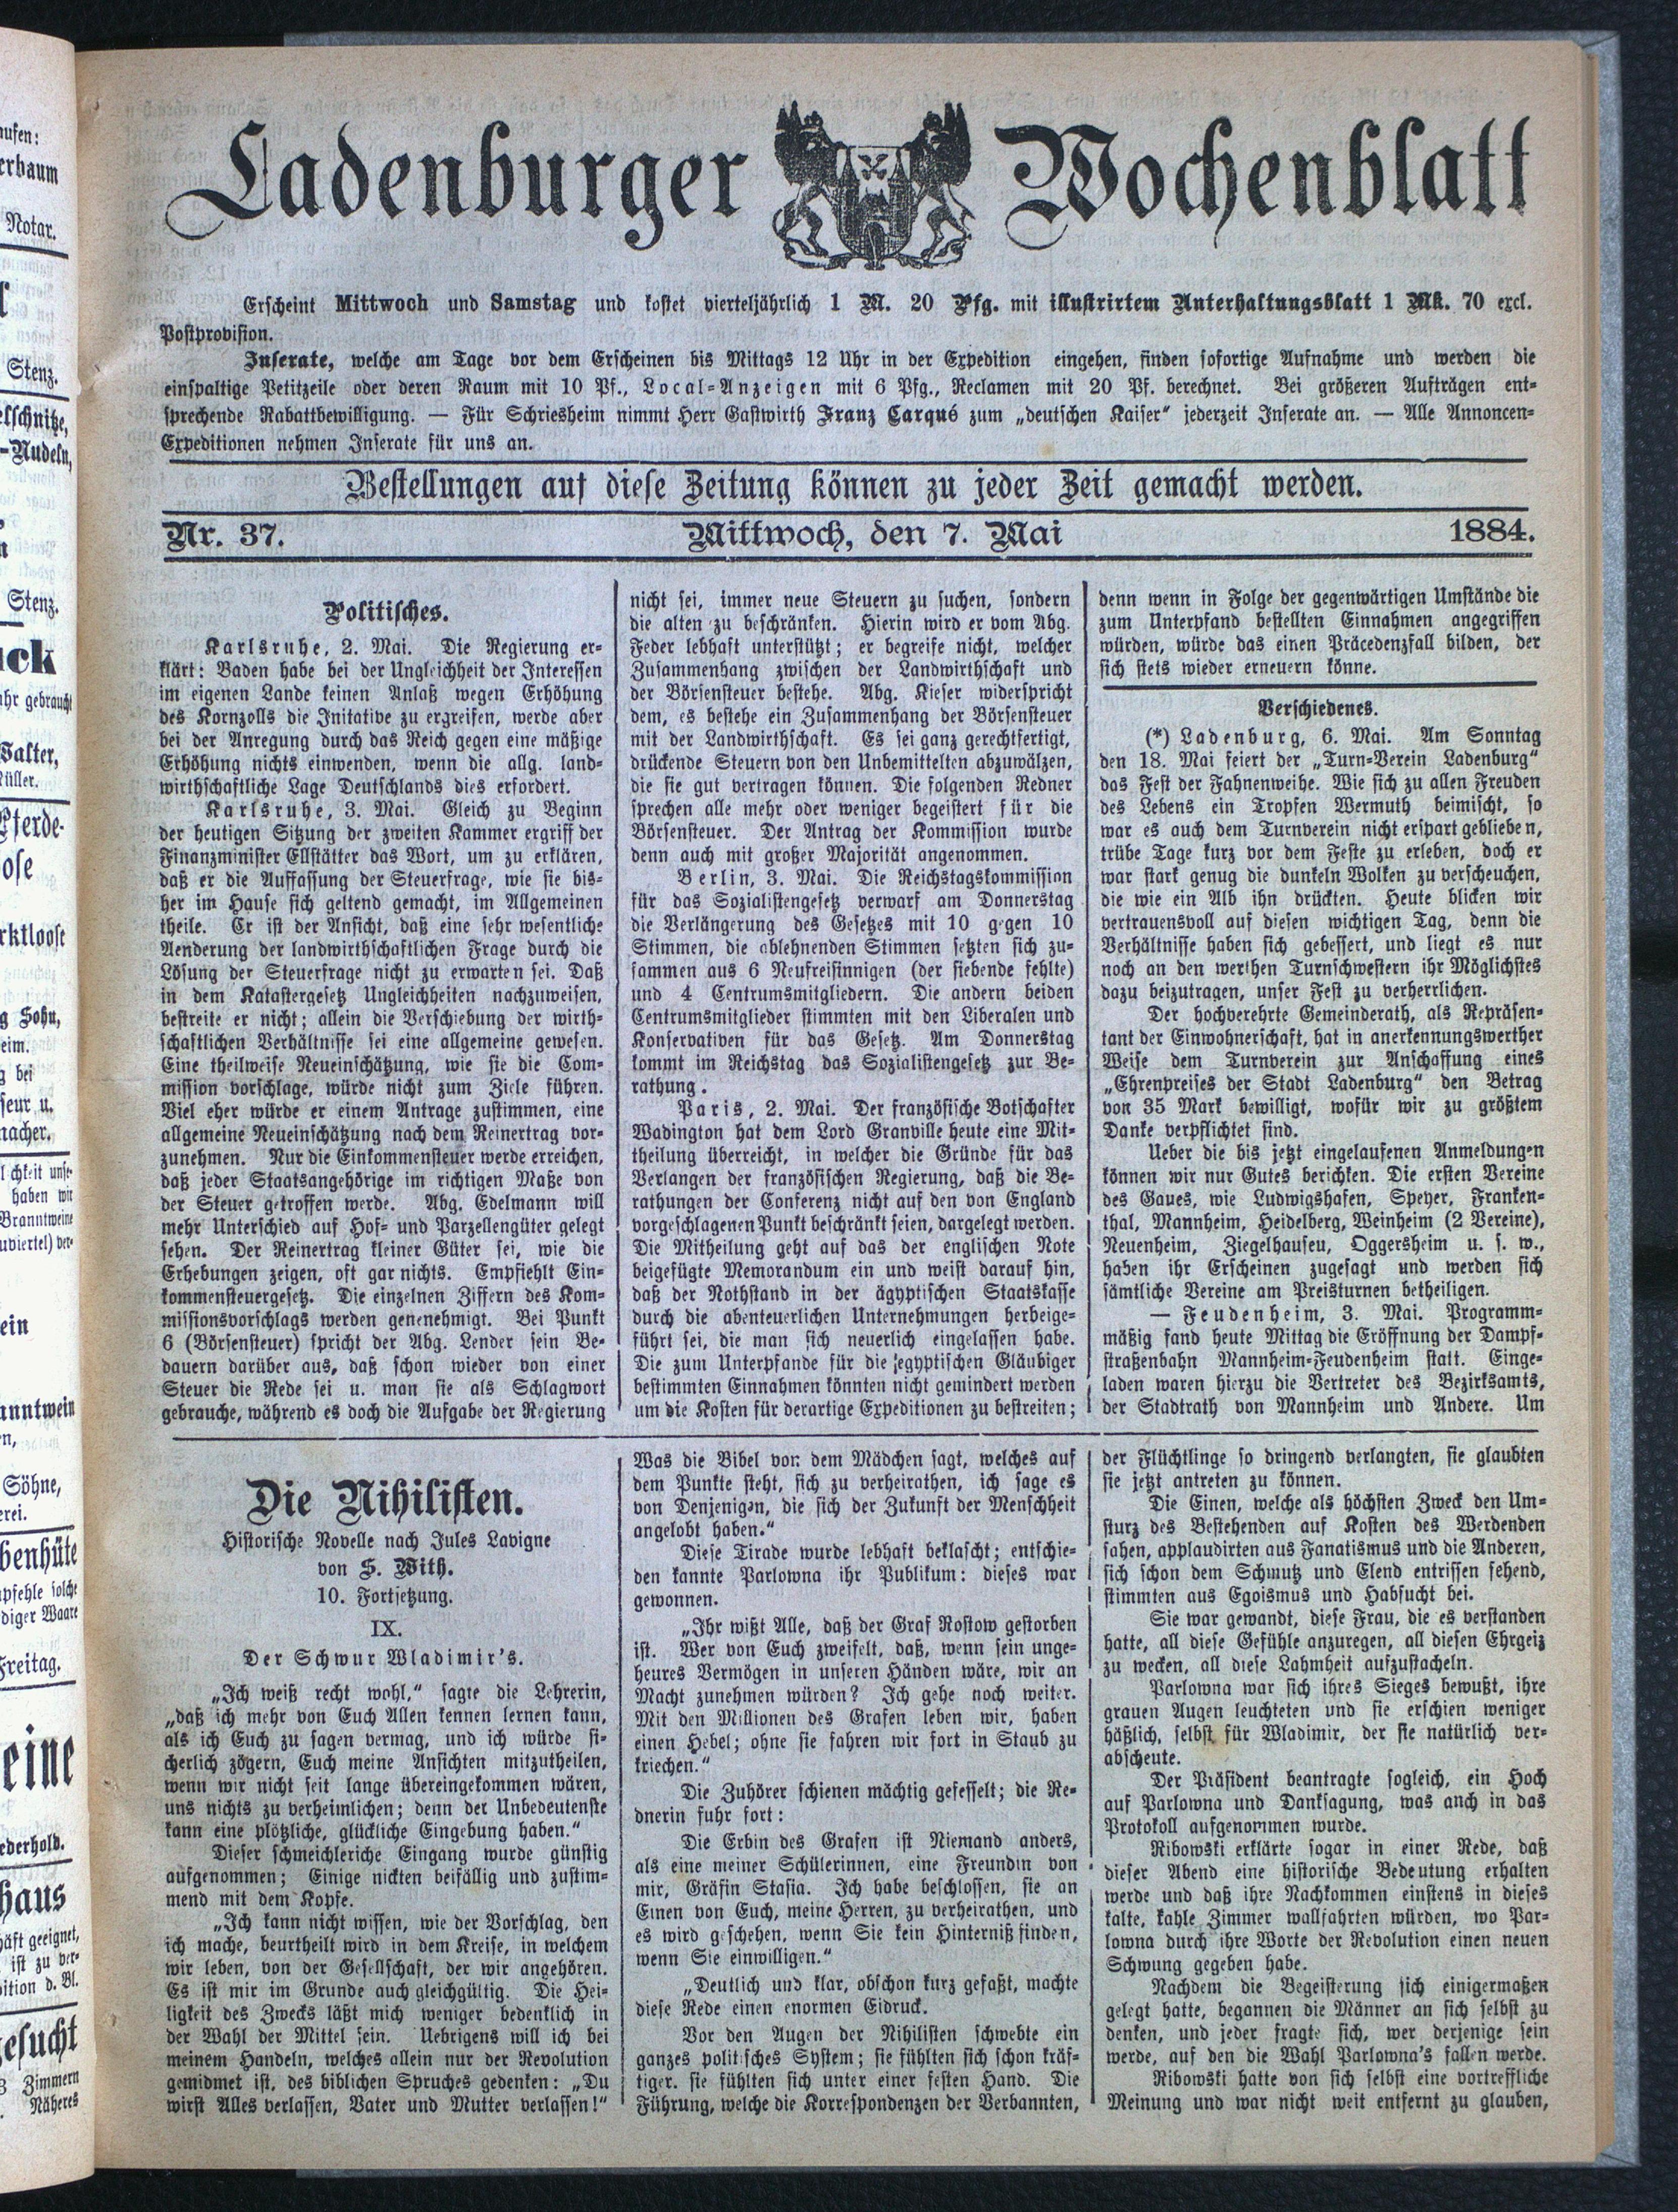 Ladenburger Wochenblatt
Erscheint Mittwoch und Samstag und kostet vierteljährlich 1 M. 20 Pfg. mit illustrirtem Unterhaltungsblatt 1 Mk. 70 excl.
Postprovision.
Inserate, welche am Tage vor dem Erscheinen bis Mittags 12 Uhr in der Expedition eingehen, finden sofortige Aufnahme und werden die
einspaltige Petitzeile oder deren Raum mit 10 Pf., Local-Anzeigen mit 6 Pfg., Reclamen mit 20 Pf. berechnet. Bei größeren Aufträgen ent-
sprechende Rabattbewilligung. — Für Schriesheim nimmt Herr Gastwirth Franz Carqué zum „deutschen Kaiser“ jederzeit Inserate an. — Alle Annoncen-
Expeditionen nehmen Inserate für uns an.
Bestellungen auf diese Zeitung können zu jeder Zeit gemacht werden.
Nr. 37. Mittwoch, den 7. Mai 1884.
Politisches.
Karlsruhe, 2. Mai. Die Regierung er-
klärt: Baden habe bei der Ungleichheit der Interessen
im eigenen Lande keinen Anlaß wegen Erhöhung
des Kornzolls die Initative zu ergreifen, werde aber
bei der Anregung durch das Reich gegen eine mäßige
Erhöhung nichts einwenden, wenn die allg. land-
wirthschaftliche Lage Deutschlands dies erfordert.
Karlsruhe, 3. Mai. Gleich zu Beginn
der heutigen Sitzung der zweiten Kammer ergriff der
Finanzminister Ellstätter das Wort, um zu erklären,
daß er die Auffassung der Steuerfrage, wie sie bis-
her im Hause sich geltend gemacht, im Allgemeinen
theile. Er ist der Ansicht, daß eine sehr wesentliche
Aenderung der landwirthschaftlichen Frage durch die
Lösung der Steuerfrage nicht zu erwarten sei. Daß
in dem Katastergesetz Ungleichheiten nachzuweisen,
bestreite er nicht; allein die Verschiebung der wirth-
schaftlichen Verhältnisse sei eine allgemeine gewesen.
Eine theilweise Neueinschätzung, wie sie die Com-
mission vorschlage, würde nicht zum Ziele führen.
Viel eher würde er einem Antrage zustimmen, eine
allgemeine Neueinschätzung nach dem Reinertrag vor-
zunehmen. Nur die Einkommensteuer werde erreichen,
daß jeder Staatsangehörige im richtigen Maße von
der Steuer getroffen werde. Abg. Edelmann will
mehr Unterschied auf Hof- und Parzellengüter gelegt
sehen. Der Reinertrag kleiner Güter sei, wie die
Erhebungen zeigen, oft gar nichts. Empfiehlt Ein-
kommensteuergesetz. Die einzelnen Ziffern des Kom-
missionsvorschlags werden genenehmigt. Bei Punkt
6 (Börsensteuer) spricht der Abg. Lender sein Be-
dauern darüber aus, daß schon wieder von einer
Steuer die Rede sei u. man sie als Schlagwort
gebrauche, während es doch die Aufgabe der Regierung
nicht sei, immer neue Steuern zu suchen, sondern
die alten zu beschränken. Hierin wird er vom Abg.
Feder lebhaft unterstützt; er begreife nicht, welcher
Zusammenhang zwischen der Landwirthschaft und
der Börsensteuer bestehe. Abg. Kieser widerspricht
dem, es bestehe ein Zusammenhang der Börsensteuer
mit der Landwirthschaft. Es sei ganz gerechtfertigt,
drückende Steuern von den Unbemittelten abzuwälzen,
die sie gut vertragen können. Die folgenden Redner
sprechen alle mehr oder weniger begeistert für die
Börsensteuer. Der Antrag der Kommission wurde
denn auch mit großer Majorität angenommen.
Berlin, 3. Mai. Die Reichstagskommission
für das Sozialistengesetz verwarf am Donnerstag
die Verlängerung des Gesetzes mit 10 gegen 10
Stimmen, die ablehnenden Stimmen setzten sich zu-
sammen aus 6 Neufreisinnigen (der siebende fehlte)
und 4 Centrumsmitgliedern. Die andern beiden
Centrumsmitglieder stimmten mit den Liberalen und
Konservativen für das Gesetz. Am Donnerstag
kommt im Reichstag das Sozialistengesetz zur Be-
rathung.
Paris, 2. Mai. Der französische Botschafter
Wadington hat dem Lord Granville heute eine Mit-
theilung überreicht, in welcher die Gründe für das
Verlangen der französischen Regierung, daß die Be-
rathungen der Conferenz nicht auf den von England
vorgeschlagenen Punkt beschränkt seien, dargelegt werden.
Die Mitheilung geht auf das der englischen Note
beigefügte Memorandum ein und weist darauf hin,
daß der Nothstand in der ägyptischen Staatskasse
durch die abenteuerlichen Unternehmungen herbeige-
führt sei, die man sich neuerlich eingelassen habe.
Die zum Unterpfande für die egyptischen Gläubiger
bestimmten Einnahmen könnten nicht gemindert werden
um die Kosten für derartige Expeditionen zu bestreiten;
denn wenn in Folge der gegenwärtigen Umstände die
zum Unterpfand bestellten Einnahmen angegriffen
würden, würde das einen Präcedenzfall bilden, der
sich stets wieder erneuern könne.
Verschiedenes.
(*) Ladenburg, 6. Mai. Am Sonntag
den 18. Mai feiert der „Turn-Verein Ladenburg“
das Fest der Fahnenweihe. Wie sich zu allen Freuden
des Lebens ein Tropfen Wermuth beimischt, so
war es auch dem Turnverein nicht erspart geblieben,
trübe Tage kurz vor dem Feste zu erleben, doch er
war stark genug die dunkeln Wolken zu verscheuchen,
die wie ein Alb ihn drückten. Heute blicken wir
vertrauensvoll auf diesen wichtigen Tag, denn die
Verhältnisse haben sich gebessert, und liegt es nur
noch an den werthen Turnschwestern ihr Möglichstes
dazu beizutragen, unser Fest zu verherrlichen.
Der hochverehrte Gemeinderath, als Repräsen-
tant der Einwohnerschaft, hat in anerkennungswerther
Weise dem Turnverein zur Anschaffung eines
„Ehrenpreises der Stadt Ladenburg“ den Betrag
von 35 Mark bewilligt, wofür wir zu größtem
Danke verpflichtet sind.
Ueber die bis jetzt eingelaufenen Anmeldungen
können wir nur Gutes berichten. Die ersten Vereine
des Gaues, wie Ludwigshafen, Speyer, Franken-
thal, Mannheim, Heidelberg, Weinheim (2 Vereine),
Neuenheim, Ziegelhauseu, Oggersheim u. s. w.,
haben ihr Erscheinen zugesagt und werden sich
sämtliche Vereine am Preisturnen betheiligen.
— Feudenheim, 3. Mai. Programm-
mäßig fand heute Mittag die Eröffnung der Dampf-
straßenbahn Mannheim-Feudenheim statt. Einge-
laden waren hierzu die Vertreter des Bezirksamts,
der Stadtrath von Mannheim und Andere. Um
Die Nihilisten.
Historische Novelle nach Jules Lavigne
von S. With.
10. Fortsetzung.
IX.
Der Schwur Wladimir's.
„Ich weiß recht wohl,“ sagte die Lehrerin,
„daß ich mehr von Euch Allen kennen lernen kann,
als ich Euch zu sagen vermag, und ich würde si-
cherlich zögern, Euch meine Ansichten mitzutheilen,
wenn wir nicht seit lange übereingekommen wären,
uns nichts zu verheimlichen; denn der Unbedeutenste
kann eine plötzliche, glückliche Eingebung haben.“
Dieser schmeichleriche Eingang wurde günstig
aufgenommen; Einige nickten beifällig und zustim-
mend mit dem Kopfe.
„Ich kann nicht wissen, wie der Vorschlag, den
ich mache, beurtheilt wird in dem Kreise, in welchem
wir leben, von der Gesellschaft, der wir angehören.
Es ist mir im Grunde auch gleichgültig. Die Hei-
ligkeit des Zwecks läßt mich weniger bedenklich in
der Wahl der Mittel sein. Uebrigens will ich bei
meinem Handeln, welches allein nur der Revolution
gemidmet ist, des biblichen Spruches gedenken: „Du
wirst Alles verlassen, Vater und Mutter verlassen!“
Was die Bibel von dem Mädchen sagt, welches auf
dem Punkte steht, sich zu verheirathen, ich sage es
von Denjenigen, die sich der Zukunft der Menschheit
angelobt haben.“
Diese Tirade wurde lebhaft beklascht; entschie-
den kannte Parlowna ihr Publikum: dieses war
gewonnen.
„Ihr wißt Alle, daß der Graf Rostow gestorben
ist. Wer von Euch zweifelt, daß, wenn sein unge-
heures Vermögen in unseren Händen wäre, wir an
Macht zunehmen würden? Ich gehe noch weiter.
Mit den Millionen des Grafen leben wir, haben
einen Hebel; ohne sie fahren wir fort in Staub zu
kriechen.“
Die Zuhörer schienen mächtig gefesselt; die Re-
dnerin fuhr fort:
Die Erbin des Grafen ist Niemand anders,
als eine meiner Schülerinnen, eine Freundin von
mir, Gräfin Stasia. Ich habe beschlossen, sie an
Einen von Euch, meine Herren, zu verheirathen, und
es wird geschehen, wenn Sie kein Hinterniß finden,
wenn Sie einwilligen.“
„Deutlich und klar, obschon kurz gefaßt, machte
diese Rede einen enormen Eidruck.
Vor den Augen der Nihilisten schwebte ein
ganzes politisches System; sie fühlten sich schon kräf-
tiger, sie fühlten sich unter einer festen Hand. Die
Führung, welche die Korrespondenzen der Verbannten,
der Flüchtlinge so dringend verlangten, sie glaubten
sie jetzt antreten zu können.
Die Einen, welche als höchsten Zweck den Um-
sturz des Bestehenden auf Kosten des Werdenden
sahen, applaudirten aus Fanatismus und die Anderen,
sich schon dem Schmutz und Elend entrissen sehend,
stimmten aus Egoismus und Habsucht bei.
Sie war gewandt, diese Frau, die es verstanden
hatte, all diese Gefühle anzuregen, all diesen Ehrgeiz
zu wecken, all diese Lahmheit aufzustacheln.
Parlowna war sich ihres Sieges bewußt, ihre
grauen Augen leuchteten und sie erschien weniger
häßlich, selbst für Wladimir, der sie natürlich ver-
abscheute.
Der Präsident beantragte sogleich, ein Hoch
auf Parlowna und Danksagung, was anch in das
Protokoll aufgenommen wurde.
Ribowski erklärte sogar in einer Rede, daß
dieser Abend eine historische Bedeutung erhalten
werde und daß ihre Nachkommen einstens in dieses
kalte, kahle Zimmer wallfahrten würden, wo Par-
lowna durch ihre Worte der Revolution einen neuen
Schwung gegeben habe.
Nachdem die Begeisterung sich einigermaßen
gelegt hatte, begannen die Männer an sich selbst zu
denken, und jeder fragte sich, wer derjenige sein
werde, auf den die Wahl Parlowna's fallen werde.
Ribowski hatte von sich selbst eine vortreffliche
Meinung und war nicht weit entfernt zu glauben,